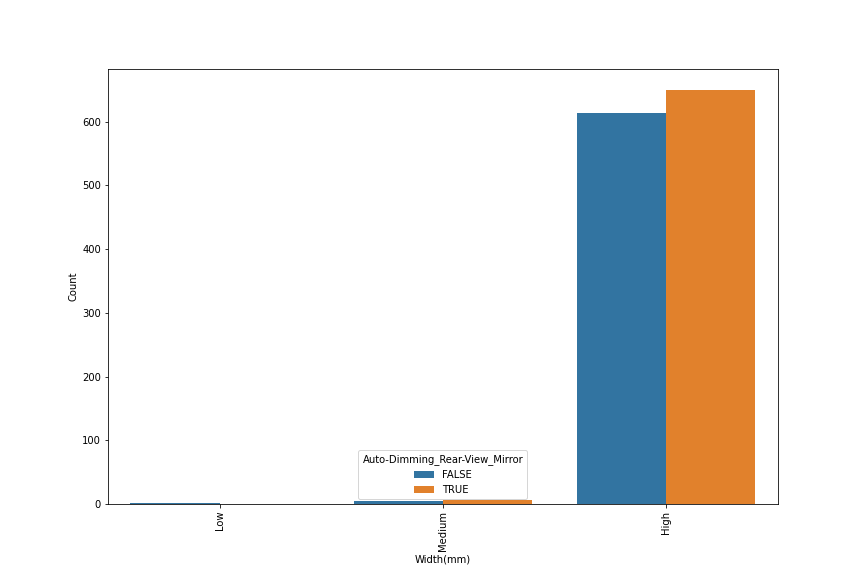 600
500
400
300
200
100
0
Count
Auto-Dimming_Rear-View_Mirror
FALSE
TRUE
Low
Medium
High
Width(mm)